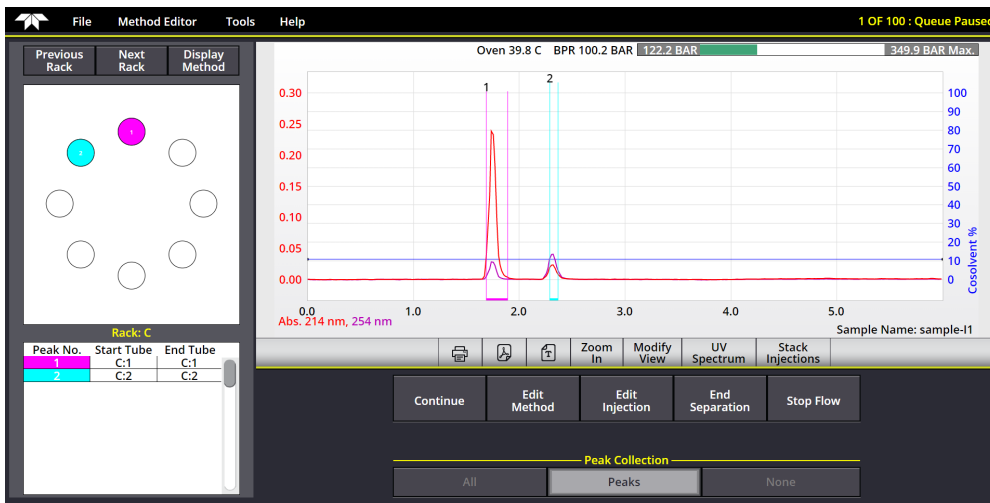 File Method Editor Tools Help 1 OF 100 : Queue Paused
Previous Rack
Next Rack
Display Method
Oven 39.8 C BPR 100.2 BAR 122.2 BAR 349.9 BAR Max.
1
2
0.30
0.25
0.20
0.15
0.10
0.05
0.00
100
90
80
70
60
50
40
30
20
10
0
Cosolvent %
0.0 1.0 2.0 3.0 4.0 5.0
Abs. 214 nm, 254 nm
Sample Name: sample-I1
1
2
Rack: C
Peak No. Start Tube End Tube
1 C:1 C:1
2 C:2 C:2
Zoom In
Modify View
UV Spectrum
Stack Injections
Continue
Edit Method
Edit Injection
End Separation
Stop Flow
Peak Collection
All Peaks None